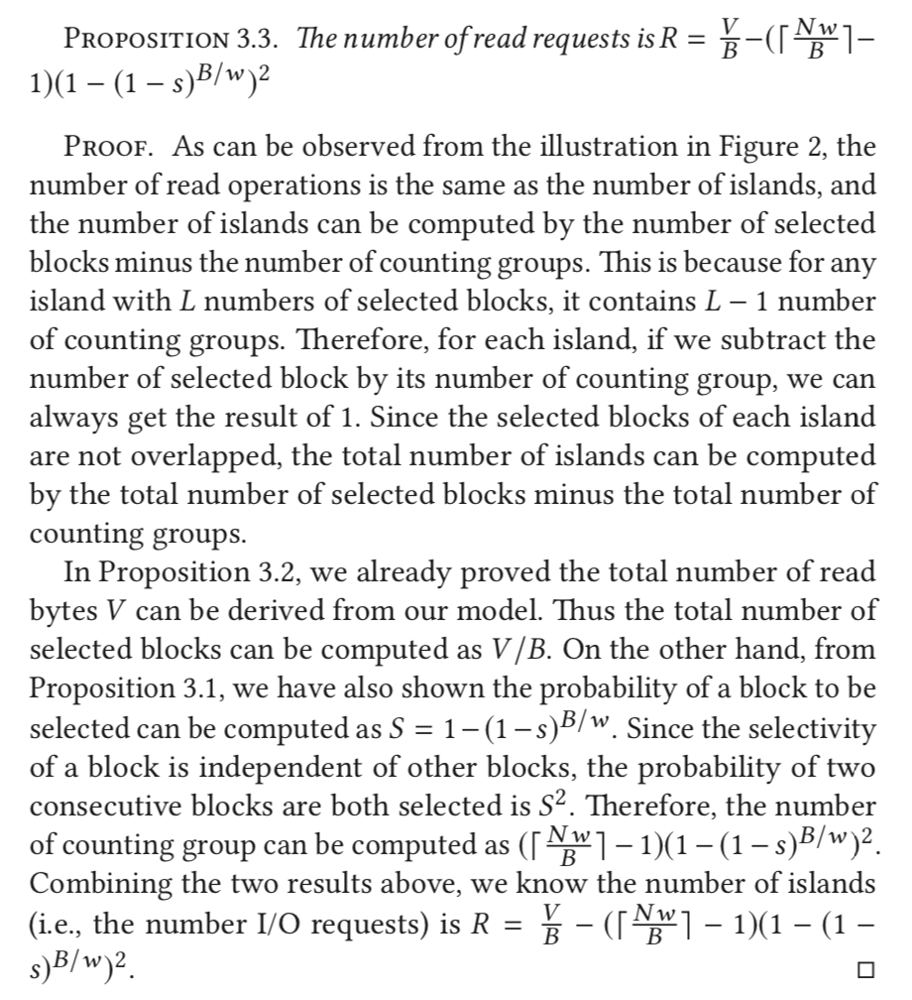 PROPOSITION 3.3. The number of read requests is R = V/B −(⌈Nw/B⌉−
1)(1 − (1 − s)^{B/w})^2
PROOF. As can be observed from the illustration in Figure 2, the
number of read operations is the same as the number of islands, and
the number of islands can be computed by the number of selected
blocks minus the number of counting groups. This is because for any
island with L numbers of selected blocks, it contains L − 1 number
of counting groups. Therefore, for each island, if we subtract the
number of selected block by its number of counting group, we can
always get the result of 1. Since the selected blocks of each island
are not overlapped, the total number of islands can be computed
by the total number of selected blocks minus the total number of
counting groups.
In Proposition 3.2, we already proved the total number of read
bytes V can be derived from our model. Thus the total number of
selected blocks can be computed as V/B. On the other hand, from
Proposition 3.1, we have also shown the probability of a block to be
selected can be computed as S = 1−(1−s)^{B/w}. Since the selectivity
of a block is independent of other blocks, the probability of two
consecutive blocks are both selected is S^2. Therefore, the number
of counting group can be computed as (⌈Nw/B⌉ − 1)(1 − (1 − s)^{B/w})^2.
Combining the two results above, we know the number of islands
(i.e., the number I/O requests) is R = V/B − (⌈Nw/B⌉ − 1)(1 − (1 −
s)^{B/w})^2. □